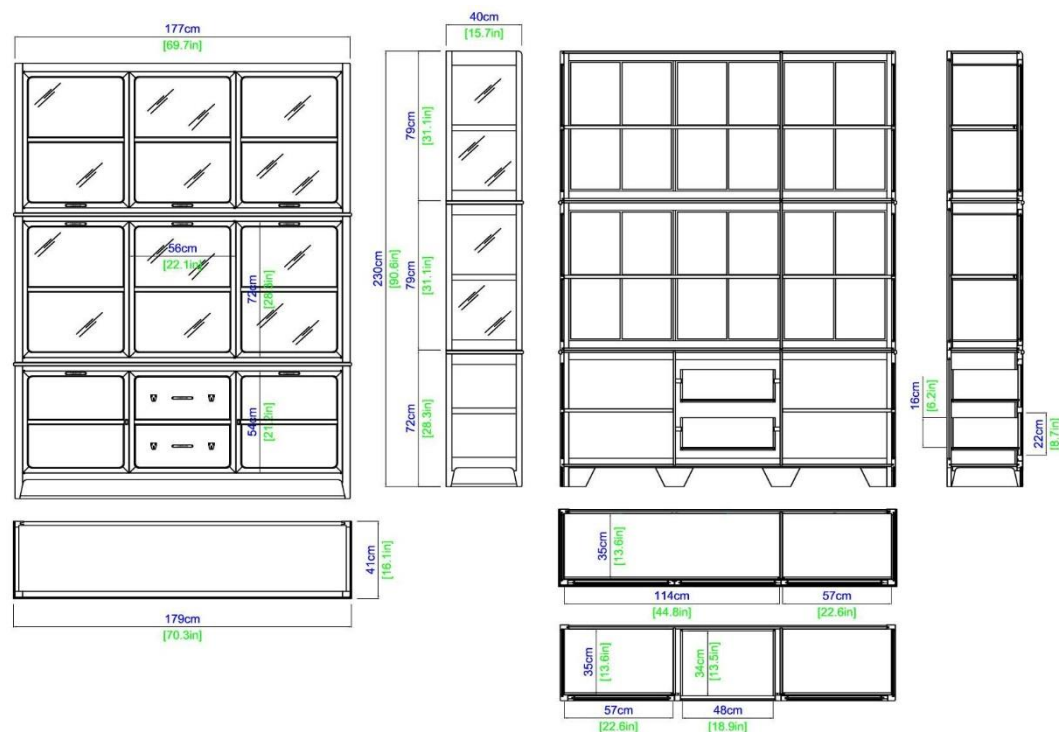 177cm
[69.7in]
40cm
[15.7in]
79cm
[31.1in]
230cm
[90.6in]
79cm
[31.1in]
72cm
[28.3in]
56cm
[22.1in]
72cm
54cm
[21.2in]
16cm
[6.2in]
22cm
[8.7in]
41cm
[16.1in]
179cm
[70.3in]
35cm
[13.6in]
114cm
[44.8in]
57cm
[22.6in]
35cm
[13.6in]
34cm
[13.5in]
57cm
[22.6in]
48cm
[18.9in]